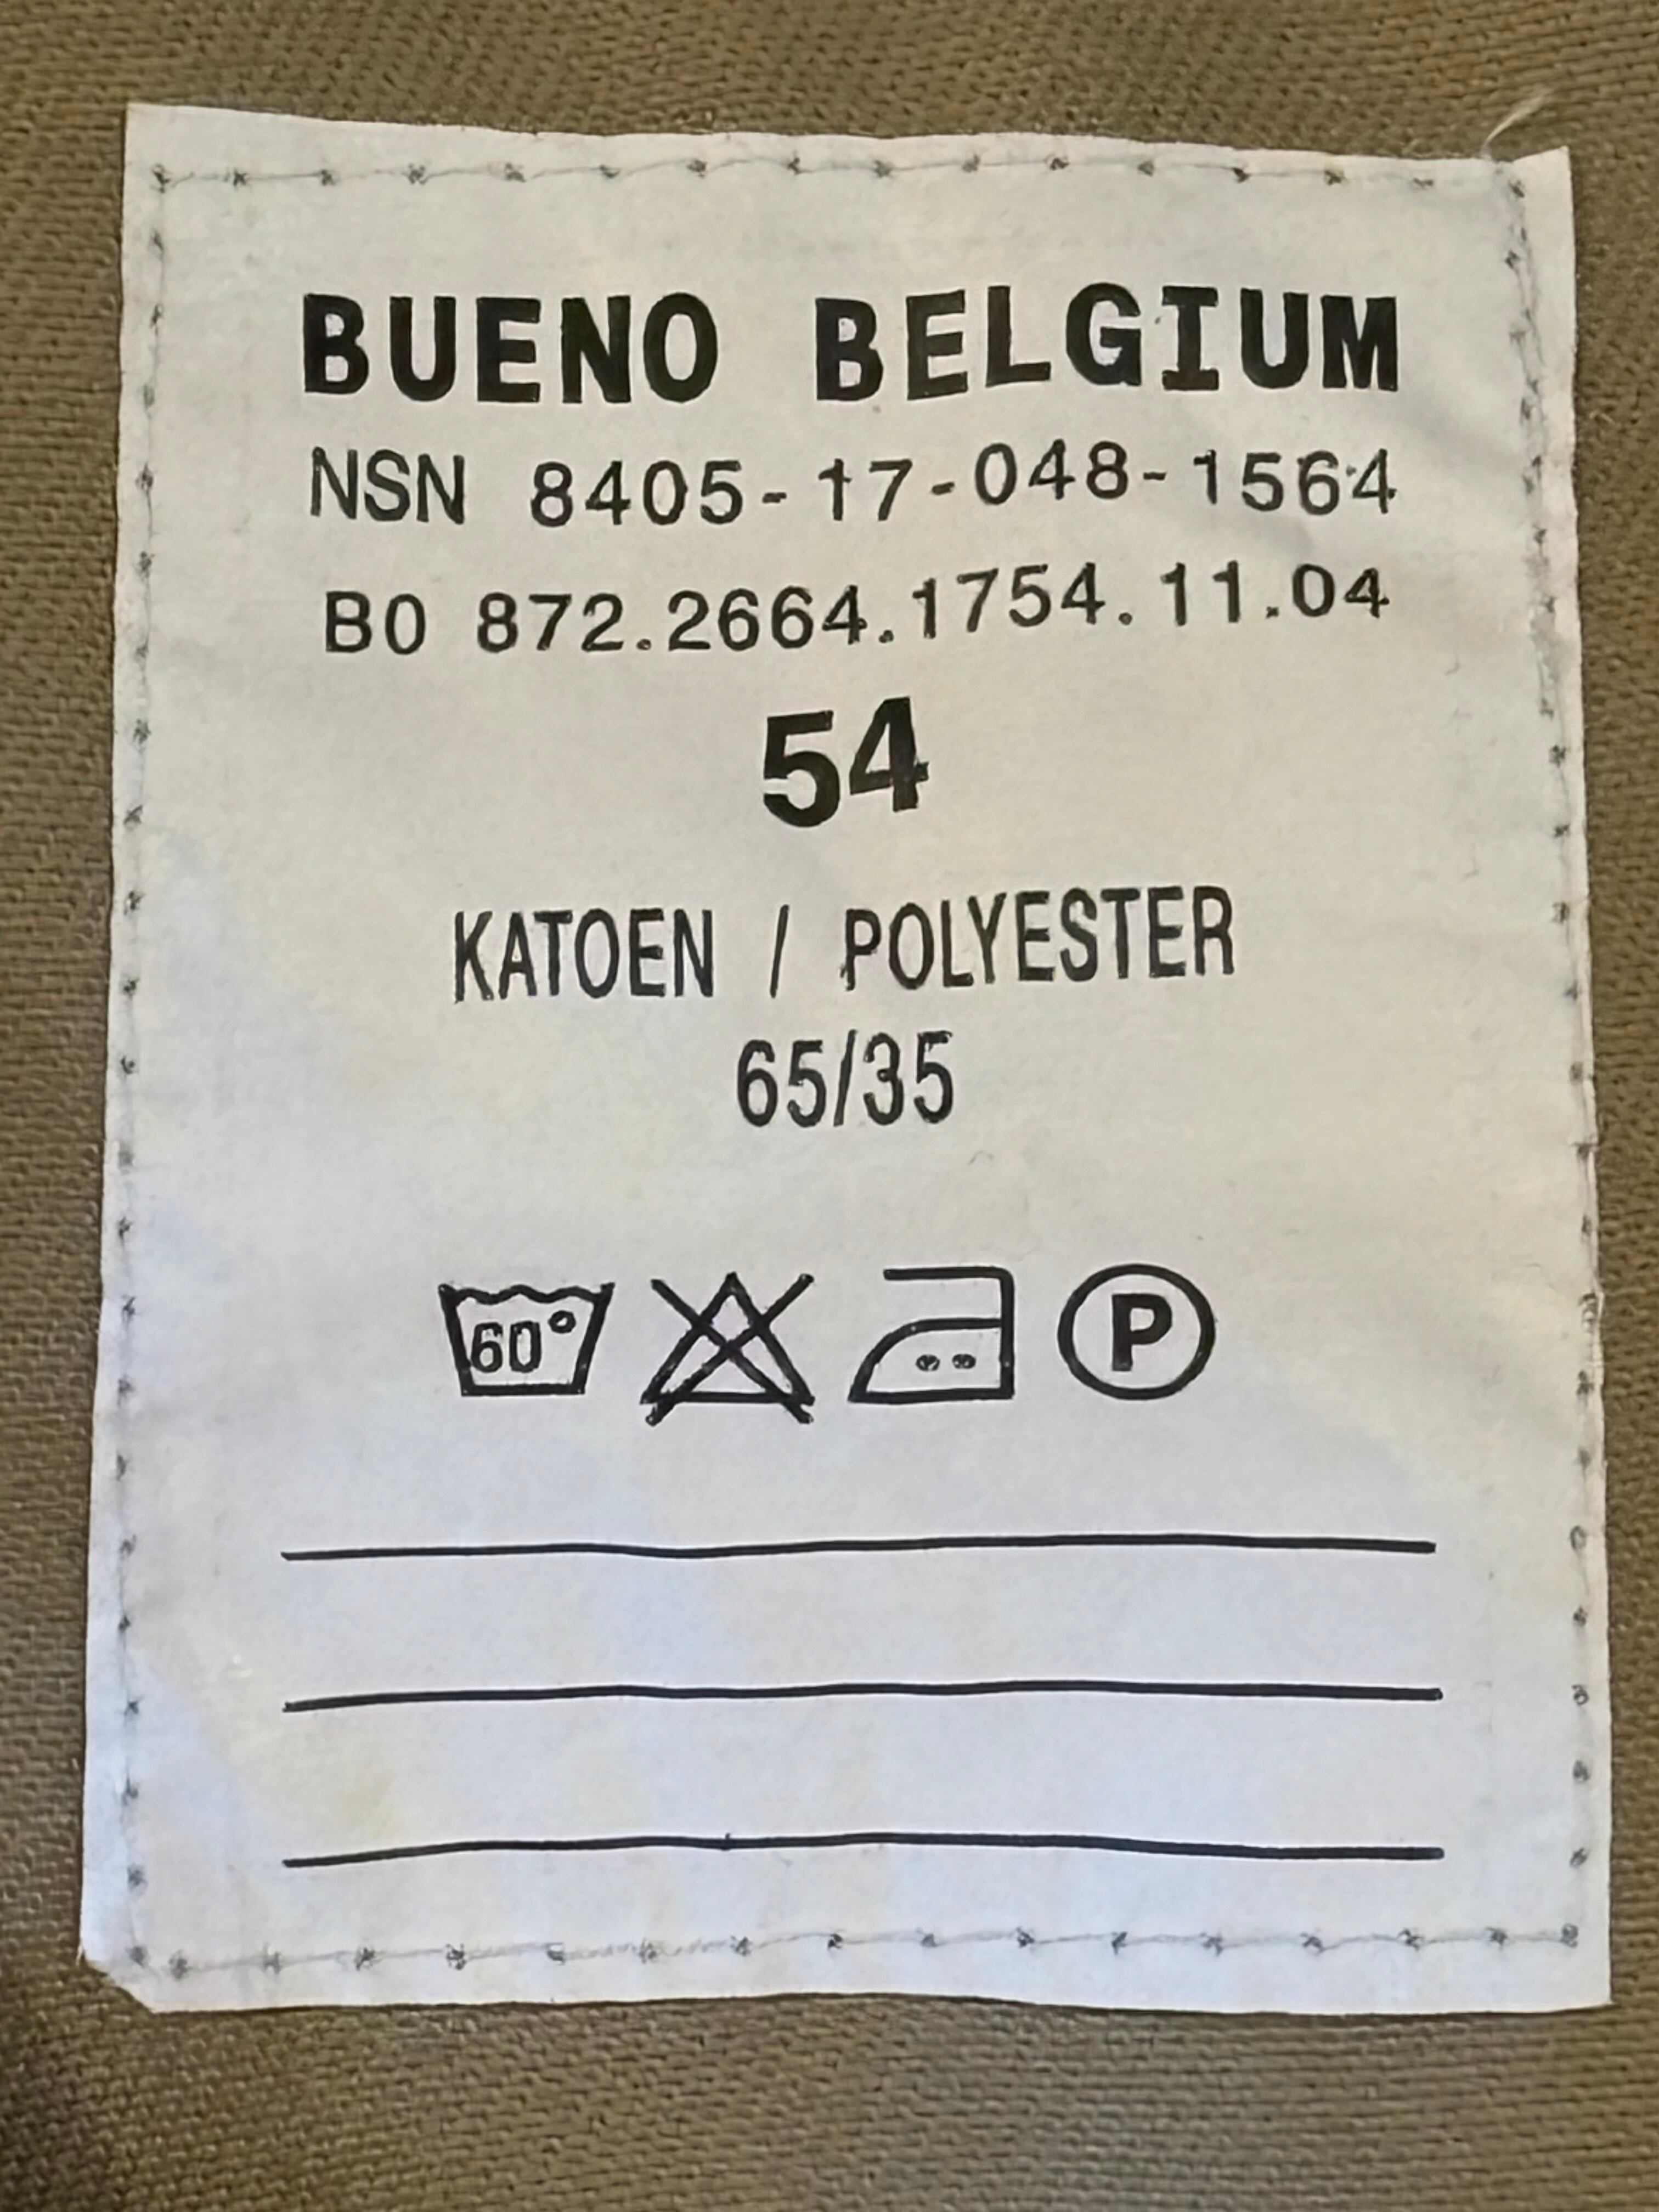 BUENO BELGIUM
NSN 8405-17-048-1564
B0 872.2664.1754.11.04
54
KATOEN / POLYESTER
65/35
60° P